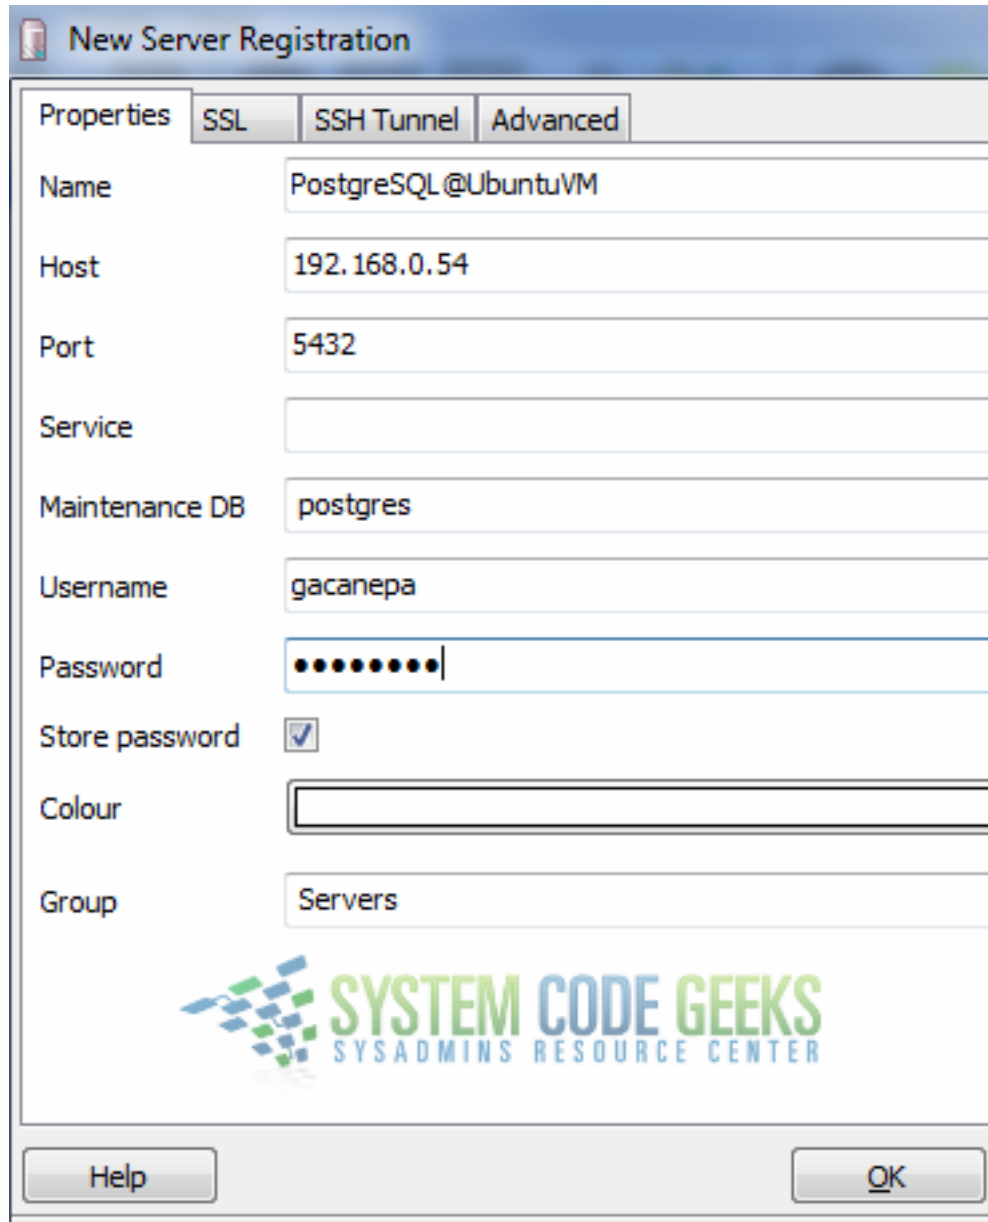 New Server Registration
Properties SSL SSH Tunnel Advanced
Name PostgreSQL@UbuntuVM
Host 192.168.0.54
Port 5432
Service
Maintenance DB postgres
Username gacanepa
Password ••••••••
Store password
Colour
Group Servers
SYSTEM CODE GEEKS
SYSADMINS RESOURCE CENTER
Help OK